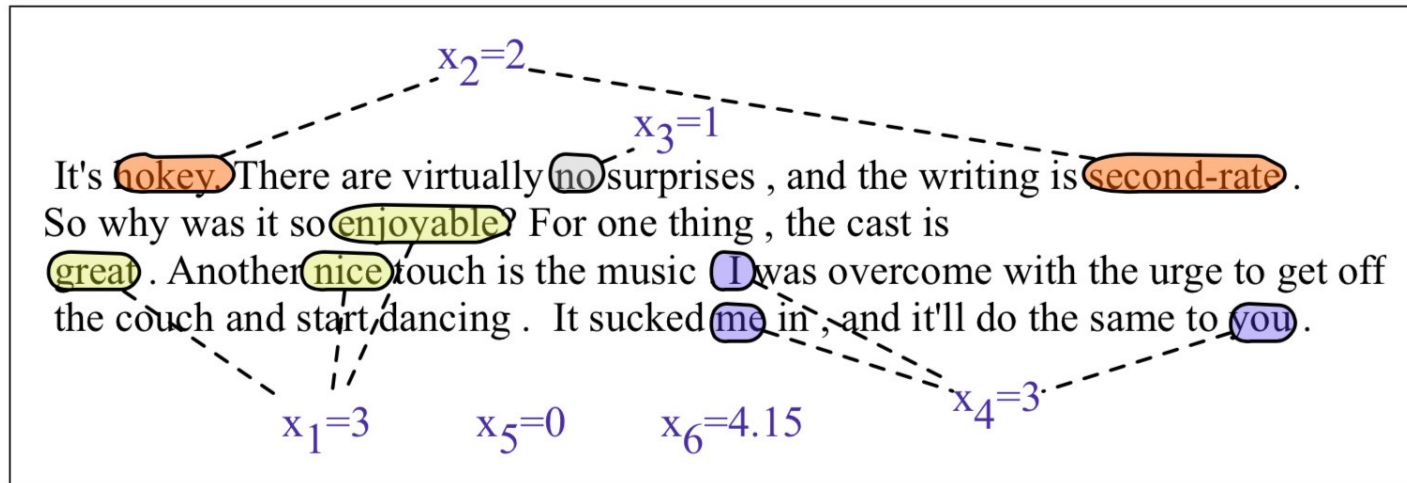 x2=2
x3=1
It's hokey. There are virtually no surprises , and the writing is second-rate .
So why was it so enjoyable? For one thing , the cast is
great . Another nice touch is the music I was overcome with the urge to get off
the couch and start dancing . It sucked me in , and it'll do the same to you .
x1=3 x5=0 x6=4.15 x4=3